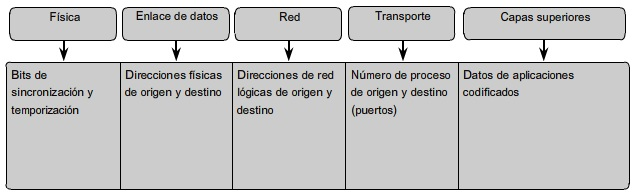 Física
Enlace de datos
Red
Transporte
Capas superiores
Bits de
sincronización y
temporización
Direcciones físicas
de origen y destino
Direcciones de red
lógicas de origen y
destino
Número de proceso
de origen y destino
(puertos)
Datos de aplicaciones
codificados